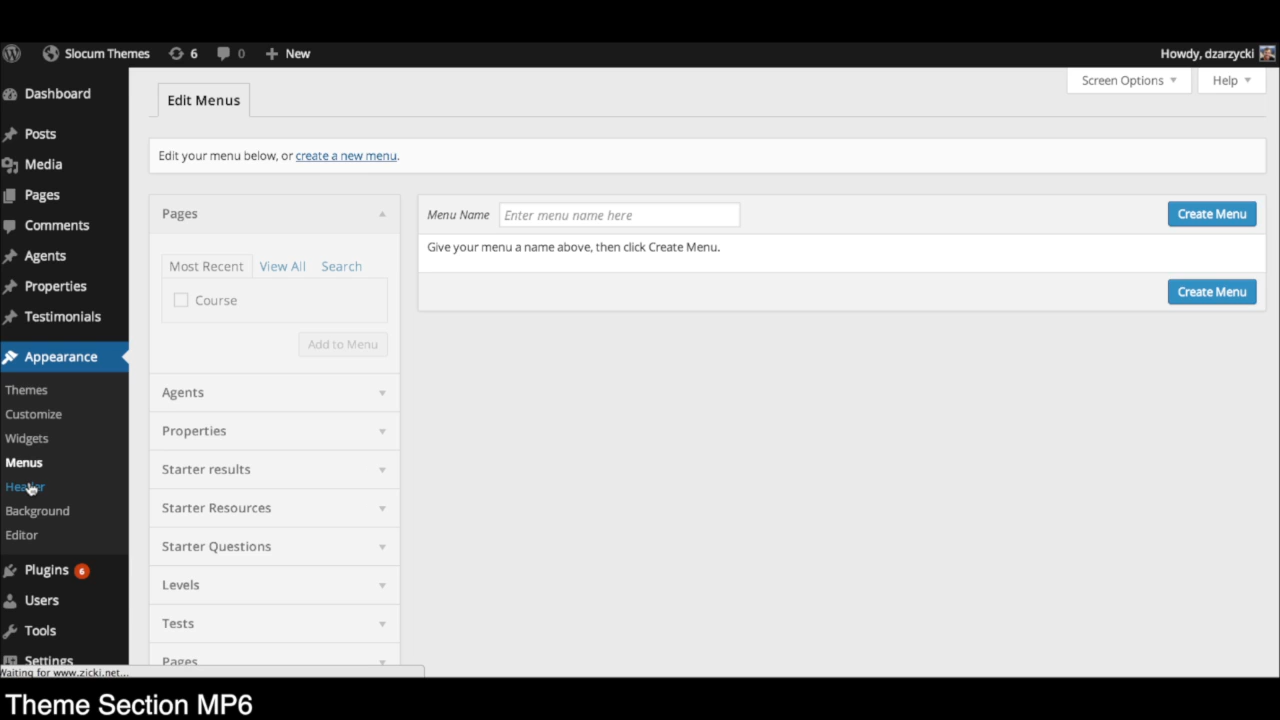 Slocum Themes 6 0 New Howdy, dzarzycki
Screen Options Help
Dashboard
Posts
Media
Pages
Comments
Agents
Properties
Testimonials
Appearance
Themes
Customize
Widgets
Menus
Header
Background
Editor
Plugins 6
Users
Tools
Settings
Edit Menus
Edit your menu below, or create a new menu.
Pages
Most Recent View All Search
Course
Add to Menu
Agents
Properties
Starter results
Starter Resources
Starter Questions
Levels
Tests
Pages
Menu Name Enter menu name here Create Menu
Give your menu a name above, then click Create Menu.
Create Menu
Waiting for www.zicki.net...
Theme Section MP6